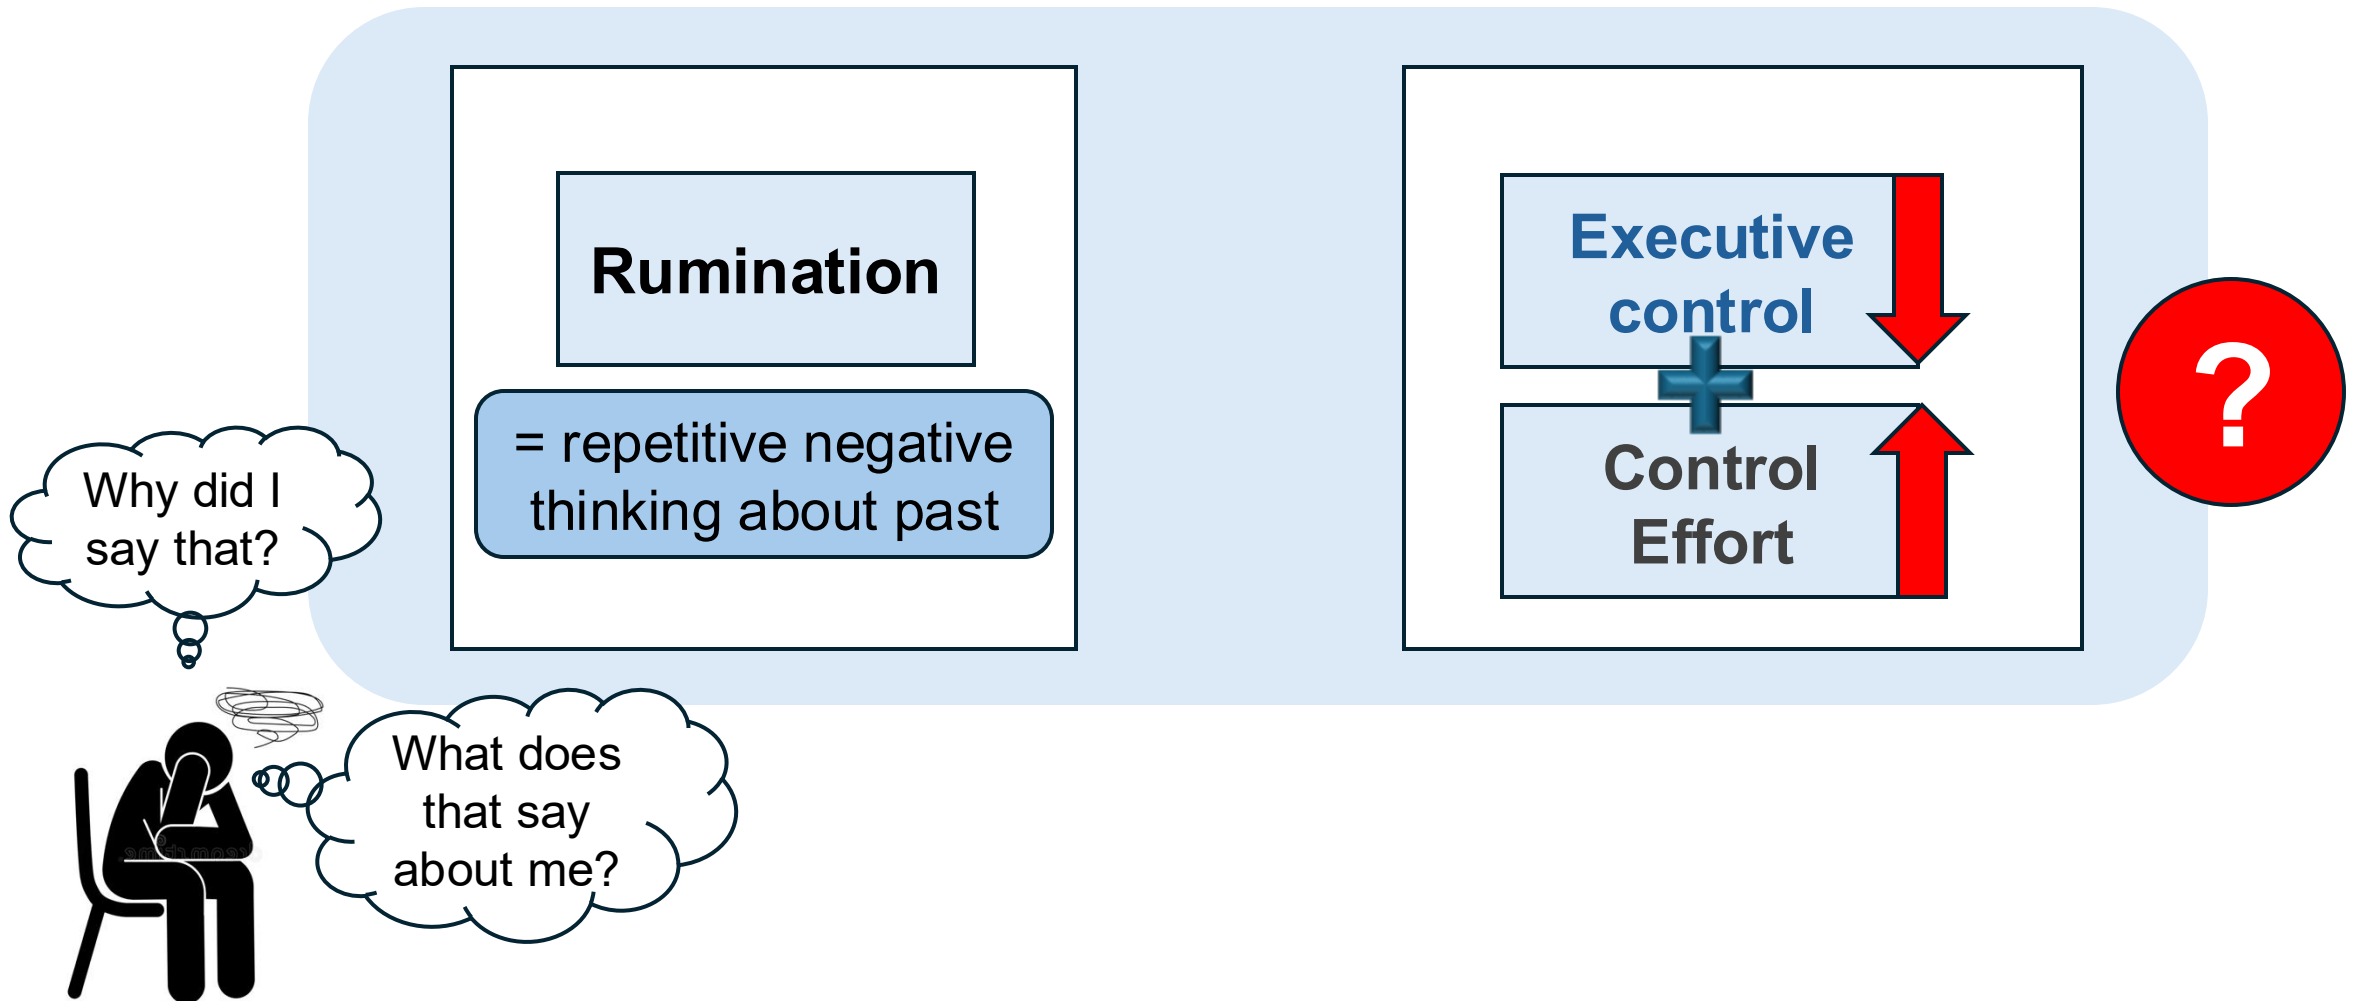 Rumination
= repetitive negative
thinking about past
Executive
control
Control
Effort
?
Why did I
say that?
What does
that say
about me?